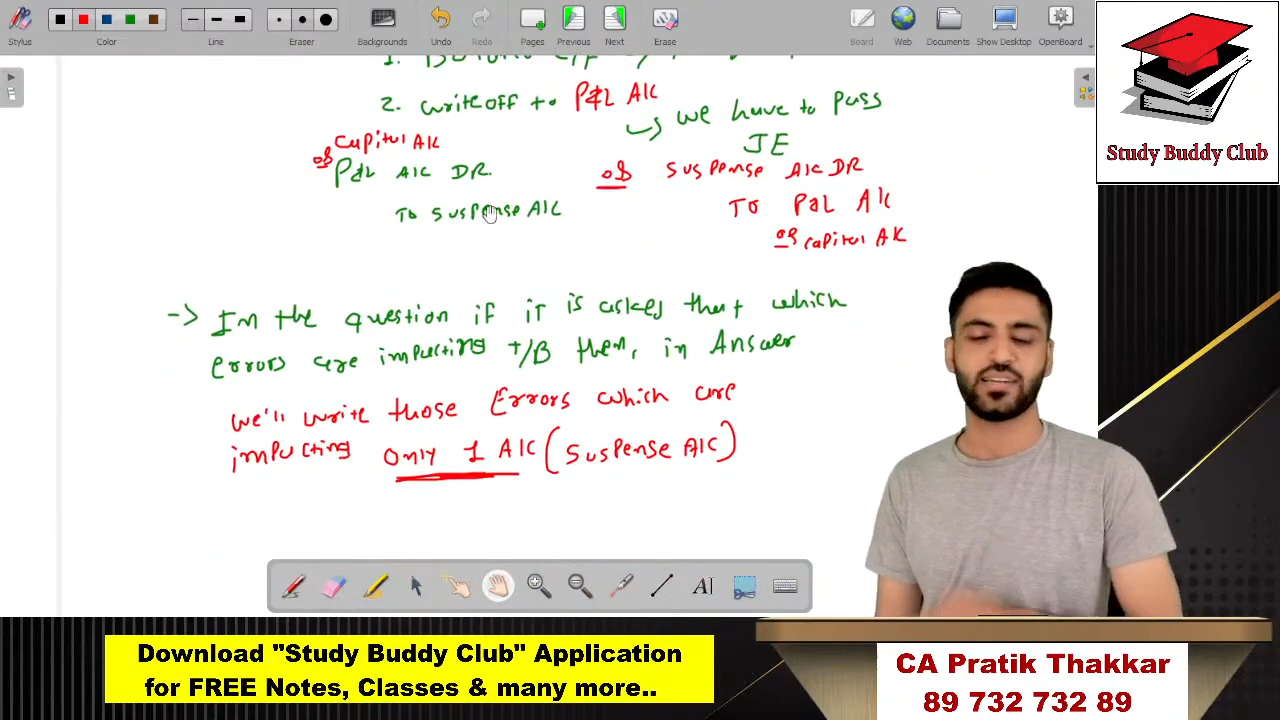 Stylus
Color
Line
Eraser
Backgrounds
Undo
Redo
Pages
Previous
Next
Erase
Board
Web
Documents
Show Desktop
OpenBoard
Study Buddy Club
2. write off to P&L A/C
↳ we have to pass
JE
Capital A/C
or
P&L A/C DR.
To Suspense A/C
or
Suspense A/C DR
To P&L A/C
or Capital A/C
-> In the question if it is askes that which
errors are impacting T/B then, in Answer
we'll write those Errors which are
impacting only 1 A/C (Suspense A/C)
Download "Study Buddy Club" Application
for FREE Notes, Classes & many more..
CA Pratik Thakkar
89 732 732 89